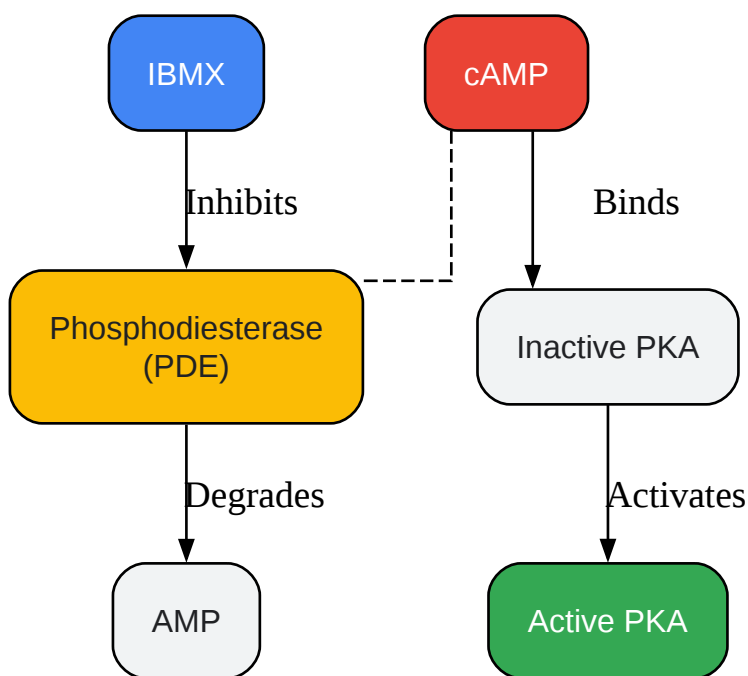 IBMX
cAMP
Inhibits
Binds
Phosphodiesterase
(PDE)
Inactive PKA
Degrades
Activates
AMP
Active PKA